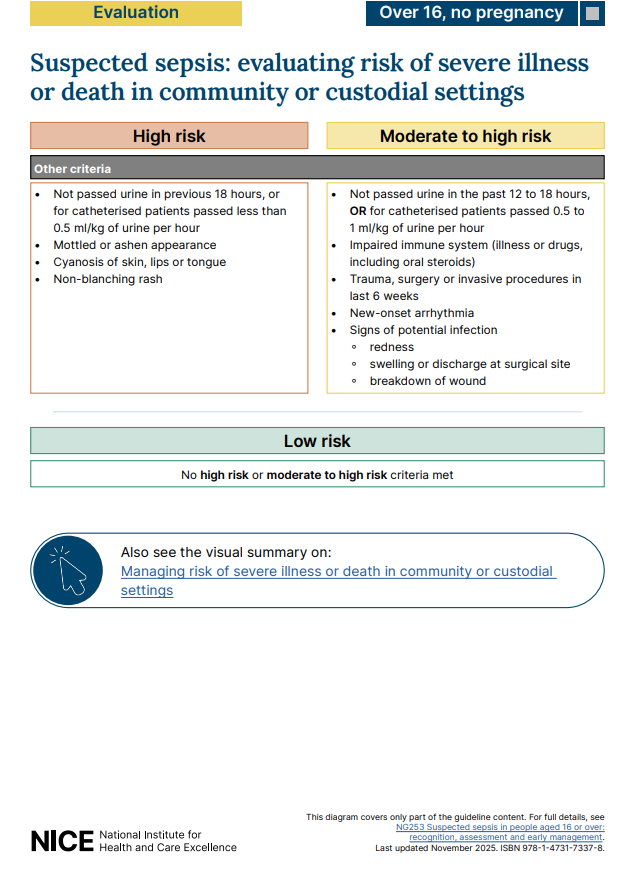 Evaluation
Over 16, no pregnancy
Suspected sepsis: evaluating risk of severe illness
or death in community or custodial settings
High risk
Moderate to high risk
Other criteria
• Not passed urine in previous 18 hours, or
for catheterised patients passed less than
0.5 ml/kg of urine per hour
• Mottled or ashen appearance
• Cyanosis of skin, lips or tongue
• Non-blanching rash
• Not passed urine in the past 12 to 18 hours,
OR for catheterised patients passed 0.5 to
1 ml/kg of urine per hour
• Impaired immune system (illness or drugs,
including oral steroids)
• Trauma, surgery or invasive procedures in
last 6 weeks
• New-onset arrhythmia
• Signs of potential infection
∘ redness
∘ swelling or discharge at surgical site
∘ breakdown of wound
Low risk
No high risk or moderate to high risk criteria met
Also see the visual summary on:
Managing risk of severe illness or death in community or custodial
settings
NICE National Institute for
Health and Care Excellence
This diagram covers only part of the guideline content. For full details, see
NG253 Suspected sepsis in people aged 16 or over:
recognition, assessment and early management.
Last updated November 2025. ISBN 978-1-4731-7337-8.